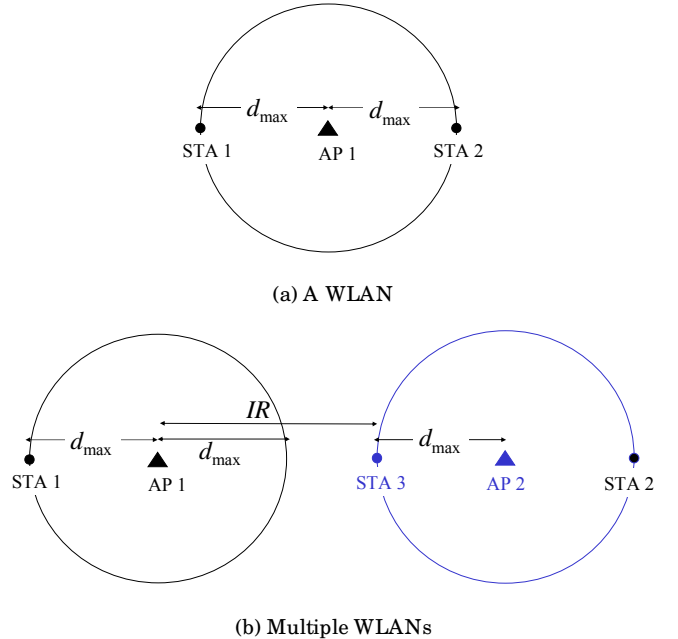 d_max d_max
STA 1 AP 1 STA 2
(a) A WLAN
IR
d_max d_max d_max
STA 1 AP 1 STA 3 AP 2 STA 2
(b) Multiple WLANs